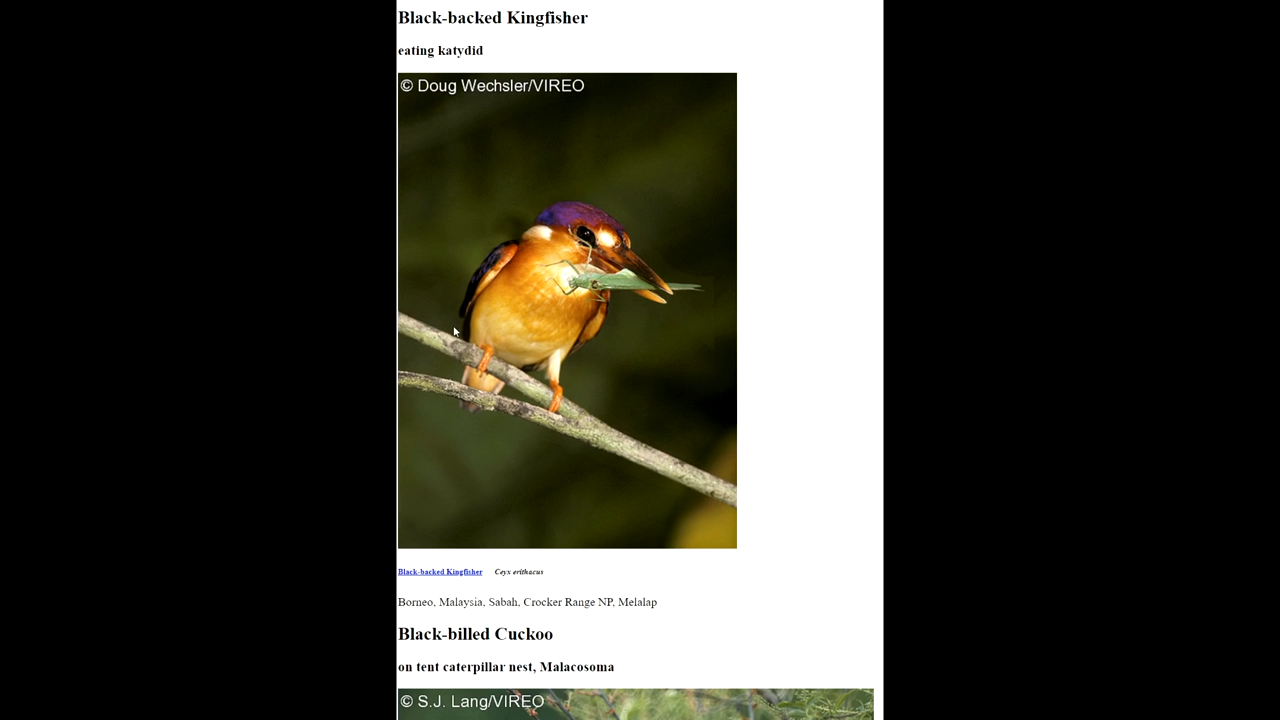 Black-backed Kingfisher
eating katydid
© Doug Wechsler/VIREO
Black-backed Kingfisher Ceyx erithacus
Borneo, Malaysia, Sabah, Crocker Range NP, Melalap
Black-billed Cuckoo
on tent caterpillar nest, Malacosoma
© S.J. Lang/VIREO